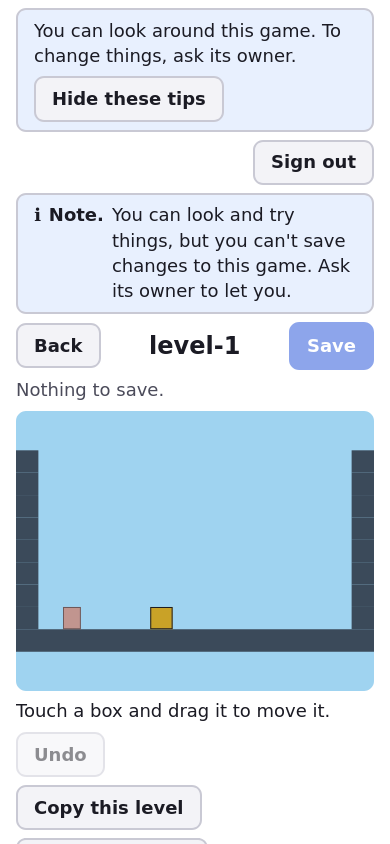 You can look around this game. To
change things, ask its owner.
Hide these tips
Sign out
ℹ Note. You can look and try
things, but you can't save
changes to this game. Ask
its owner to let you.
Back level-1 Save
Nothing to save.
Touch a box and drag it to move it.
Undo
Copy this level